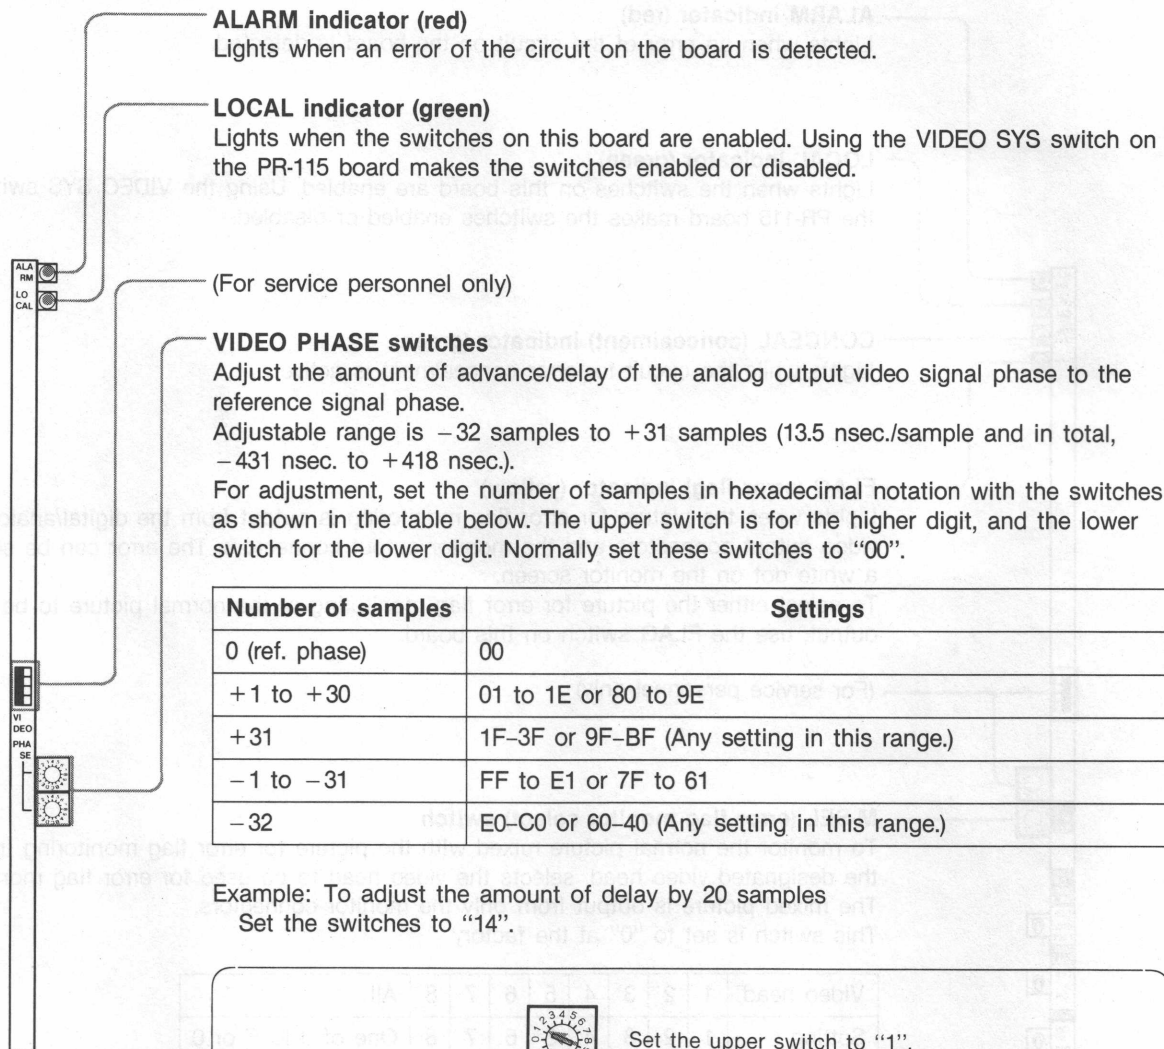 ALARM indicator (red)
Lights when an error of the circuit on the board is detected.
LOCAL indicator (green)
Lights when the switches on this board are enabled. Using the VIDEO SYS switch on
the PR-115 board makes the switches enabled or disabled.
ALA
RM
LO
CAL
(For service personnel only)
VIDEO PHASE switches
Adjust the amount of advance/delay of the analog output video signal phase to the
reference signal phase.
Adjustable range is −32 samples to +31 samples (13.5 nsec./sample and in total,
−431 nsec. to +418 nsec.).
For adjustment, set the number of samples in hexadecimal notation with the switches
as shown in the table below. The upper switch is for the higher digit, and the lower
switch for the lower digit. Normally set these switches to “00”.
Number of samples Settings
0 (ref. phase) 00
+1 to +30 01 to 1E or 80 to 9E
+31 1F–3F or 9F–BF (Any setting in this range.)
−1 to −31 FF to E1 or 7F to 61
−32 E0–C0 or 60–40 (Any setting in this range.)
VI
DEO
PHA
SE
Example: To adjust the amount of delay by 20 samples
Set the switches to “14”.
Set the upper switch to “1”.